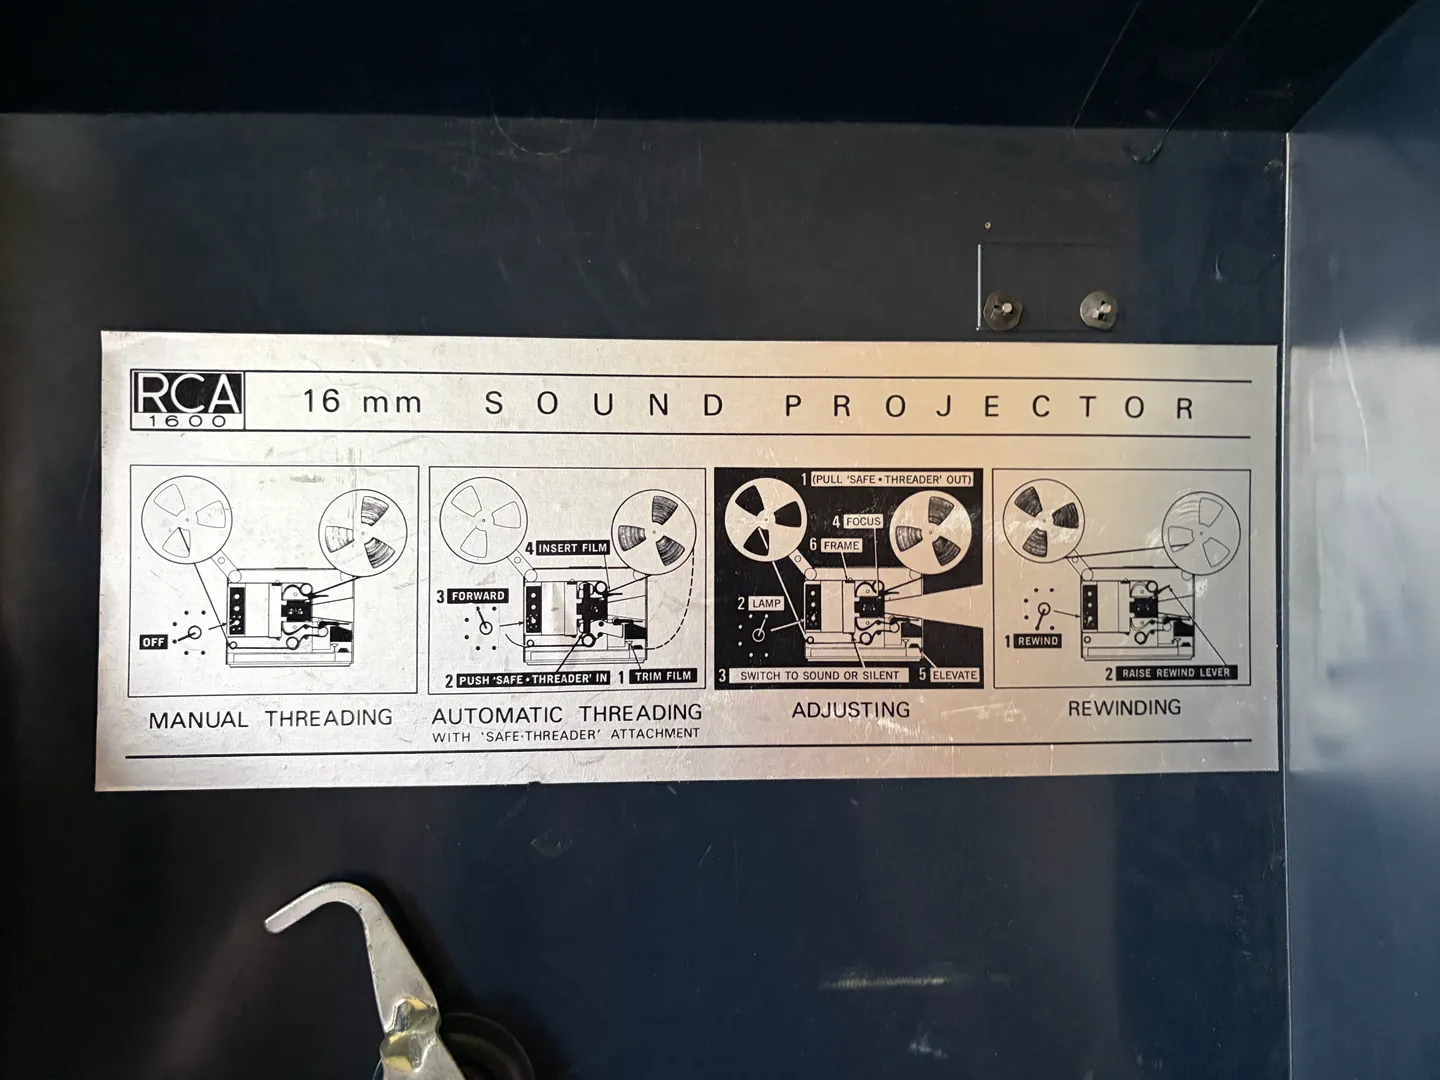 RCA
1600
16 mm SOUND PROJECTOR
OFF
MANUAL THREADING
4 INSERT FILM
3 FORWARD
2 PUSH 'SAFE•THREADER' IN
1 TRIM FILM
AUTOMATIC THREADING
WITH 'SAFE-THREADER' ATTACHMENT
1 (PULL 'SAFE•THREADER' OUT)
4 FOCUS
6 FRAME
2 LAMP
3 SWITCH TO SOUND OR SILENT
5 ELEVATE
ADJUSTING
1 REWIND
2 RAISE REWIND LEVER
REWINDING